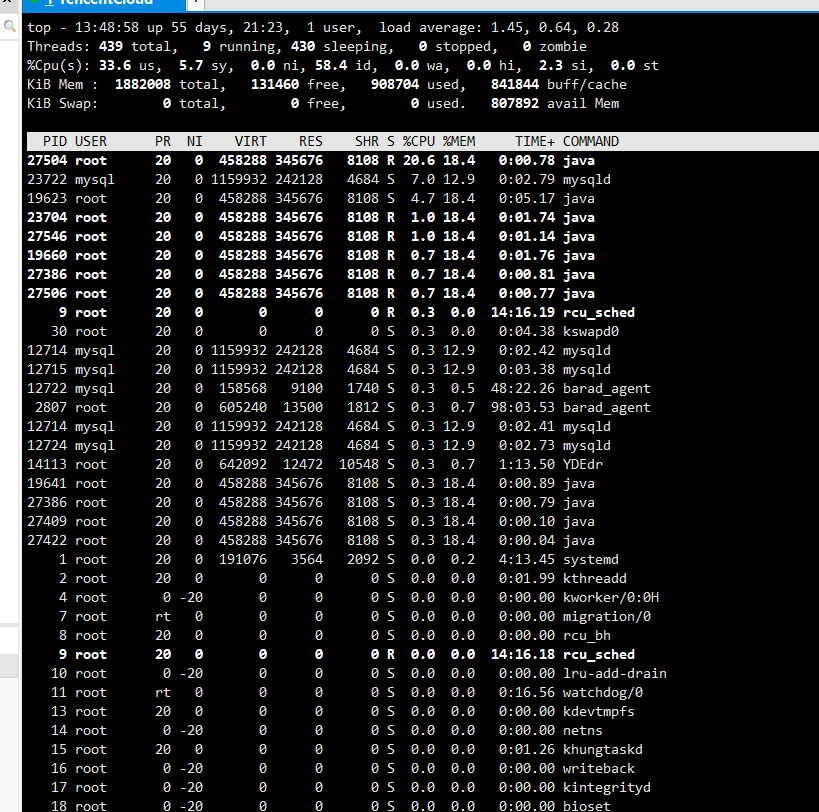 TencentCloud
top - 13:48:58 up 55 days, 21:23,  1 user,  load average: 1.45, 0.64, 0.28
Threads: 439 total,   9 running, 430 sleeping,   0 stopped,   0 zombie
%Cpu(s): 33.6 us,  5.7 sy,  0.0 ni, 58.4 id,  0.0 wa,  0.0 hi,  2.3 si,  0.0 st
KiB Mem :  1882008 total,   131460 free,   908704 used,   841844 buff/cache
KiB Swap:        0 total,        0 free,        0 used.   807892 avail Mem
PID USER      PR  NI    VIRT    RES    SHR S %CPU %MEM     TIME+ COMMAND
27504 root      20   0  458288 345676   8108 R 20.6 18.4   0:00.78 java
23722 mysql     20   0 1159932 242128   4684 S  7.0 12.9   0:02.79 mysqld
19623 root      20   0  458288 345676   8108 S  4.7 18.4   0:05.17 java
23704 root      20   0  458288 345676   8108 R  1.0 18.4   0:01.74 java
27546 root      20   0  458288 345676   8108 R  1.0 18.4   0:01.14 java
19660 root      20   0  458288 345676   8108 R  0.7 18.4   0:01.76 java
27386 root      20   0  458288 345676   8108 R  0.7 18.4   0:00.81 java
27506 root      20   0  458288 345676   8108 R  0.7 18.4   0:00.77 java
9 root      20   0       0      0      0 R  0.3  0.0  14:16.19 rcu_sched
30 root      20   0       0      0      0 S  0.3  0.0   0:04.38 kswapd0
12714 mysql     20   0 1159932 242128   4684 S  0.3 12.9   0:02.42 mysqld
12715 mysql     20   0 1159932 242128   4684 S  0.3 12.9   0:03.38 mysqld
12722 mysql     20   0  158568   9100   1740 S  0.3  0.5  48:22.26 barad_agent
2807 root      20   0  605240  13500   1812 S  0.3  0.7  98:03.53 barad_agent
12714 mysql     20   0 1159932 242128   4684 S  0.3 12.9   0:02.41 mysqld
12724 mysql     20   0 1159932 242128   4684 S  0.3 12.9   0:02.73 mysqld
14113 root      20   0  642092  12472  10548 S  0.3  0.7   1:13.50 YDEdr
19641 root      20   0  458288 345676   8108 S  0.3 18.4   0:00.89 java
27386 root      20   0  458288 345676   8108 S  0.3 18.4   0:00.79 java
27409 root      20   0  458288 345676   8108 S  0.3 18.4   0:00.10 java
27422 root      20   0  458288 345676   8108 S  0.3 18.4   0:00.04 java
1 root      20   0  191076   3564   2092 S  0.0  0.2   4:13.45 systemd
2 root      20   0       0      0      0 S  0.0  0.0   0:01.99 kthreadd
4 root       0 -20       0      0      0 S  0.0  0.0   0:00.00 kworker/0:0H
7 root      rt   0       0      0      0 S  0.0  0.0   0:00.00 migration/0
8 root      20   0       0      0      0 S  0.0  0.0   0:00.00 rcu_bh
9 root      20   0       0      0      0 R  0.0  0.0  14:16.18 rcu_sched
10 root       0 -20       0      0      0 S  0.0  0.0   0:00.00 lru-add-drain
11 root      rt   0       0      0      0 S  0.0  0.0   0:16.56 watchdog/0
13 root      20   0       0      0      0 S  0.0  0.0   0:00.00 kdevtmpfs
14 root       0 -20       0      0      0 S  0.0  0.0   0:00.00 netns
15 root      20   0       0      0      0 S  0.0  0.0   0:01.26 khungtaskd
16 root       0 -20       0      0      0 S  0.0  0.0   0:00.00 writeback
17 root       0 -20       0      0      0 S  0.0  0.0   0:00.00 kintegrityd
18 root       0 -20       0      0      0 S  0.0  0.0   0:00.00 bioset